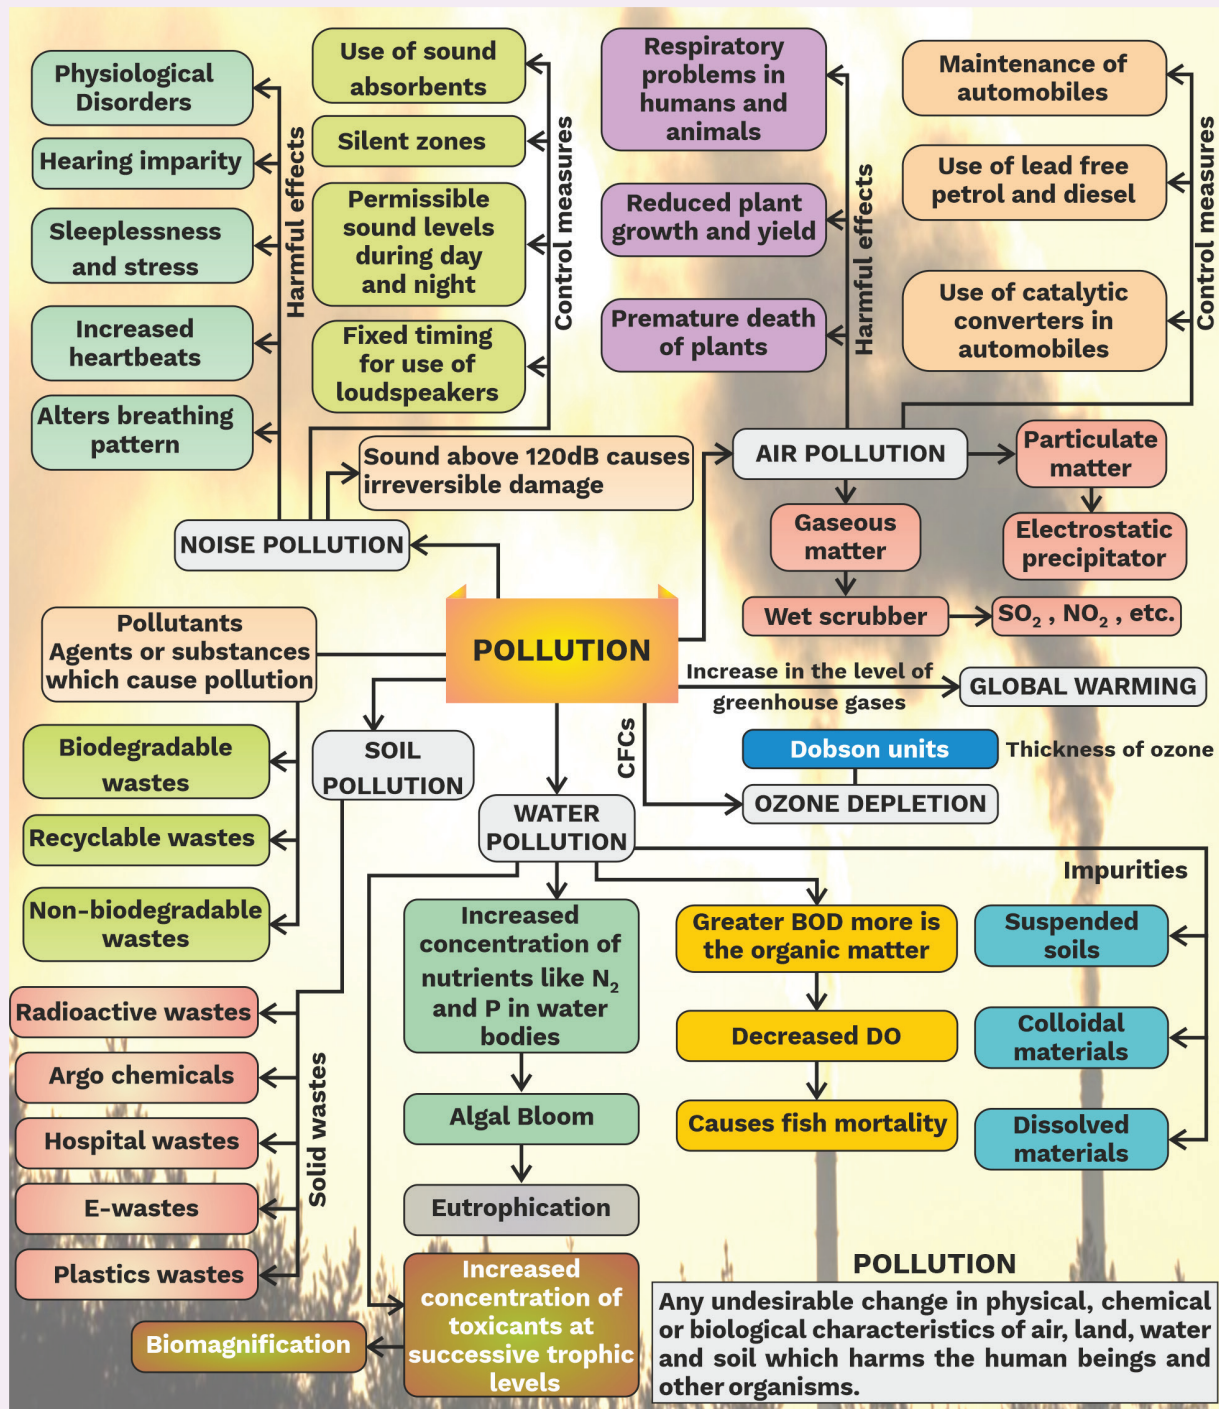 Physiological
Disorders
Hearing imparity
Sleeplessness
and stress
Increased
heartbeats
Alters breathing
pattern
Harmful effects
Use of sound
absorbents
Silent zones
Permissible
sound levels
during day
and night
Fixed timing
for use of
loudspeakers
Control measures
Respiratory
problems in
humans and
animals
Reduced plant
growth and yield
Premature death
of plants
Harmful effects
Maintenance of
automobiles
Use of lead free
petrol and diesel
Use of catalytic
converters in
automobiles
Control measures
Sound above 120dB causes
irreversible damage
NOISE POLLUTION
AIR POLLUTION
Particulate
matter
Electrostatic
precipitator
Gaseous
matter
Wet scrubber
SO₂ , NO₂ , etc.
POLLUTION
Pollutants
Agents or substances
which cause pollution
Biodegradable
wastes
Recyclable wastes
Non-biodegradable
wastes
Increase in the level of
greenhouse gases
GLOBAL WARMING
CFCs
Dobson units
Thickness of ozone
OZONE DEPLETION
SOIL
POLLUTION
Solid wastes
Radioactive wastes
Argo chemicals
Hospital wastes
E-wastes
Plastics wastes
WATER
POLLUTION
Increased
concentration of
nutrients like N₂
and P in water
bodies
Algal Bloom
Eutrophication
Increased
concentration of
toxicants at
successive trophic
levels
Biomagnification
Greater BOD more is
the organic matter
Decreased DO
Causes fish mortality
Impurities
Suspended
soils
Colloidal
materials
Dissolved
materials
POLLUTION
Any undesirable change in physical, chemical
or biological characteristics of air, land, water
and soil which harms the human beings and
other organisms.